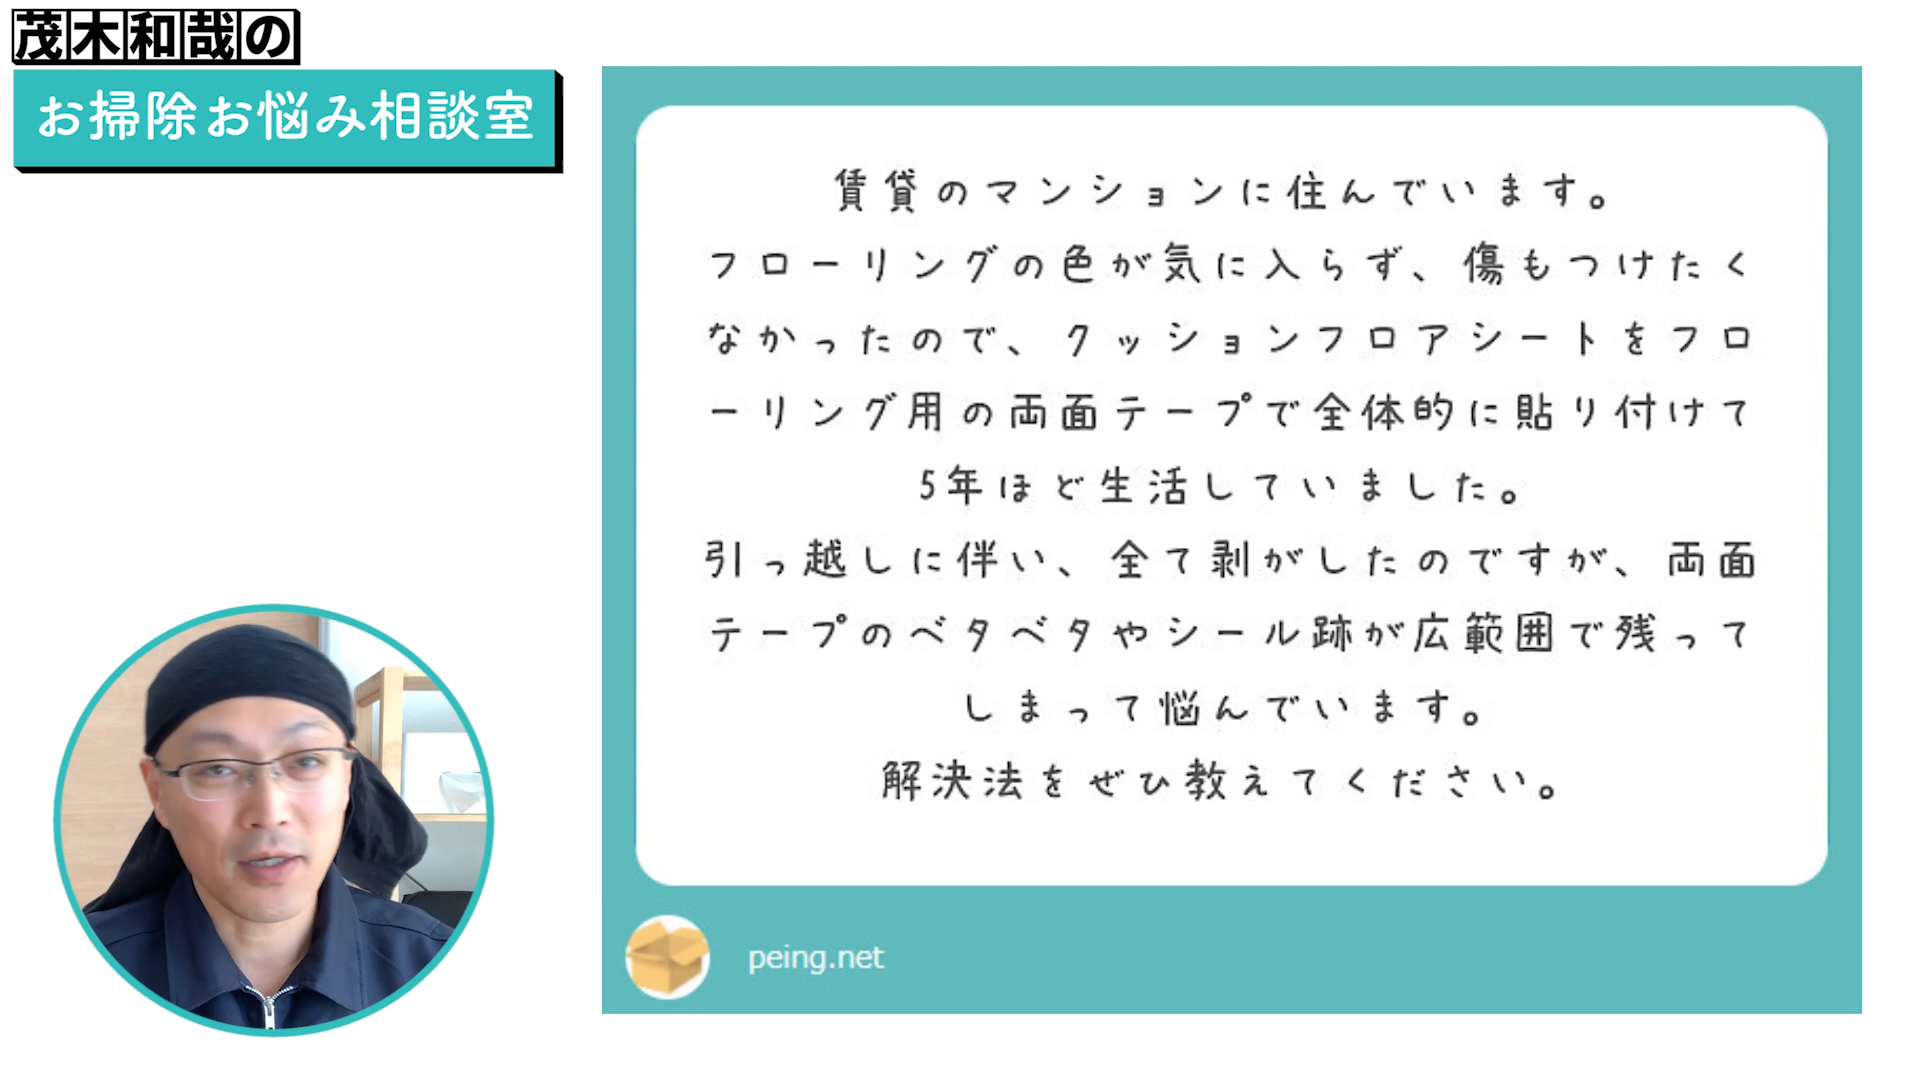 茂木和哉の
お掃除お悩み相談室
賃貸のマンションに住んでいます。
フローリングの色が気に入らず、傷もつけたく
なかったので、クッションフロアシートをフロ
ーリング用の両面テープで全体的に貼り付けて
5年ほど生活していました。
引っ越しに伴い、全て剥がしたのですが、両面
テープのベタベタやシール跡が広範囲で残って
しまって悩んでいます。
解決法をぜひ教えてください。
peing.net